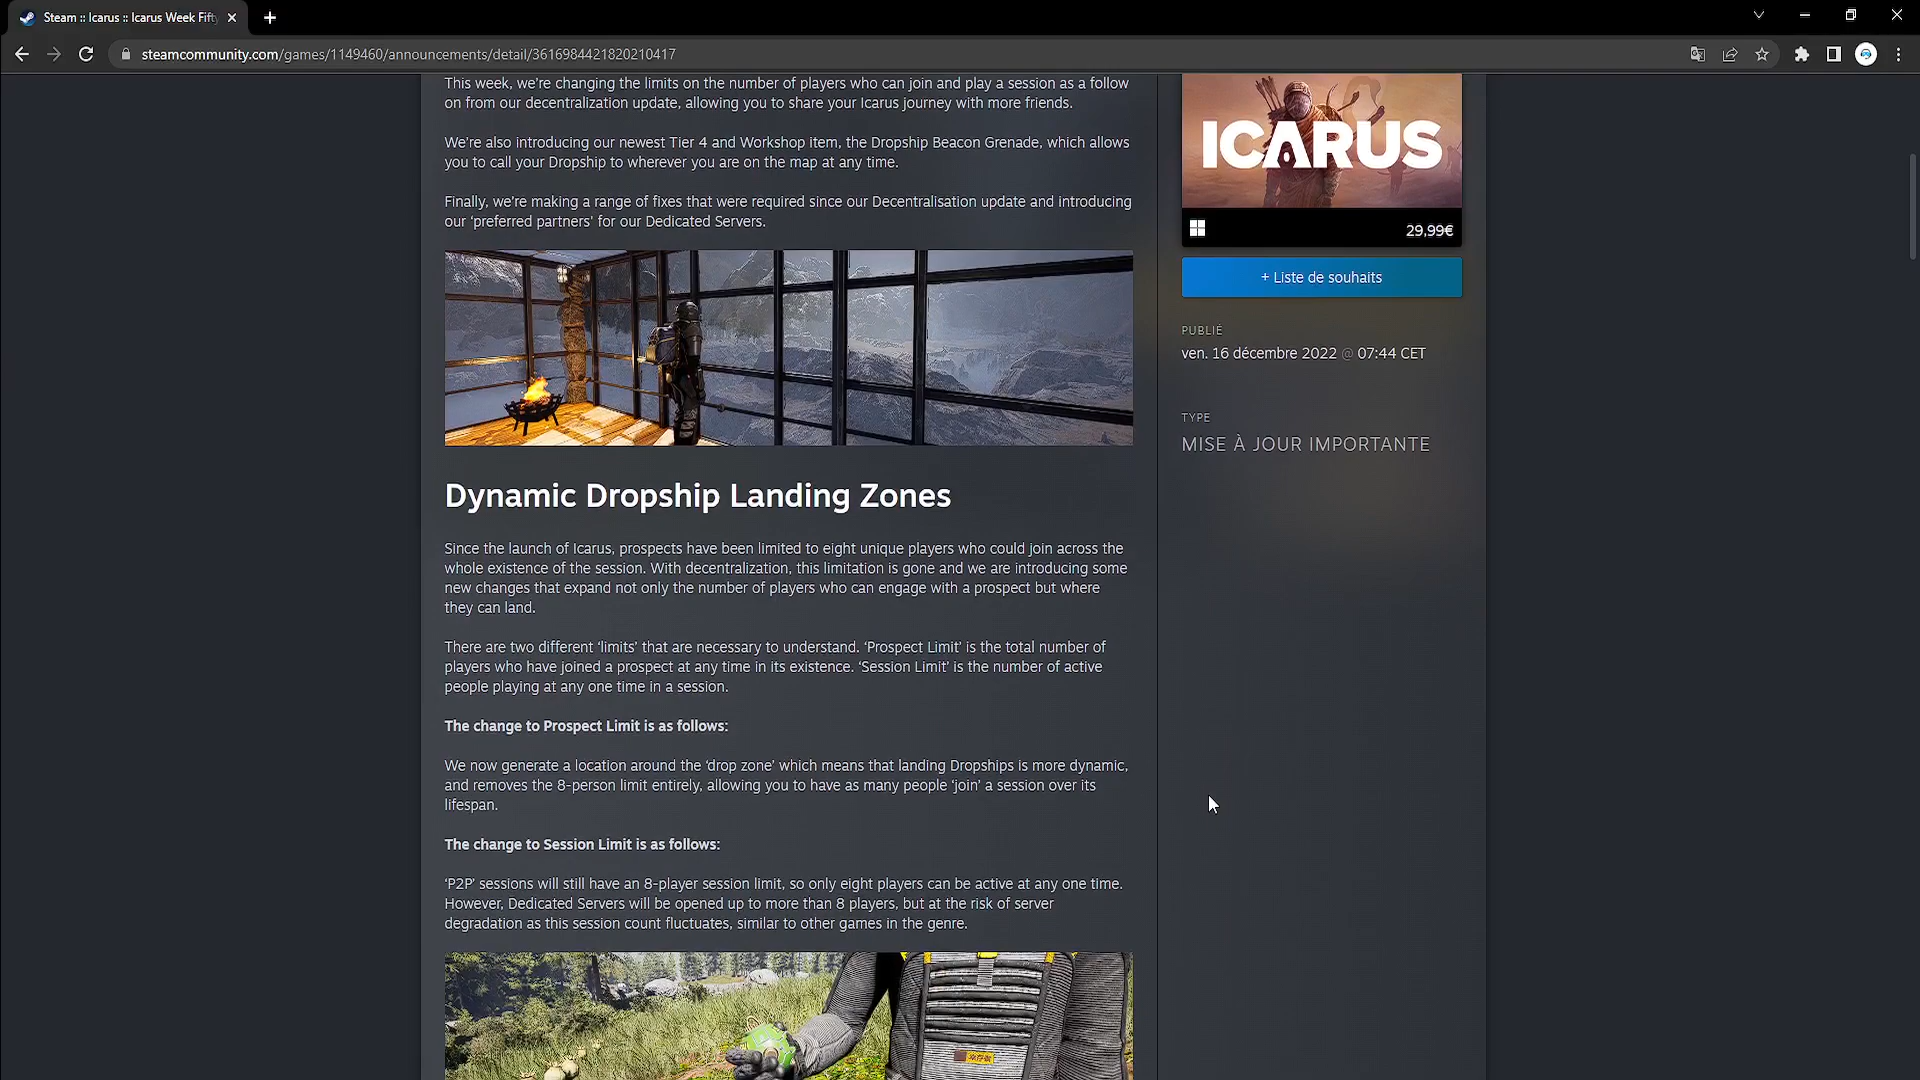 Steam :: Icarus :: Icarus Week Fift
steamcommunity.com/games/1149460/announcements/detail/3616984421820210417
This week, we’re changing the limits on the number of players who can join and play a session as a follow
on from our decentralization update, allowing you to share your Icarus journey with more friends.
We’re also introducing our newest Tier 4 and Workshop item, the Dropship Beacon Grenade, which allows
you to call your Dropship to wherever you are on the map at any time.
Finally, we’re making a range of fixes that were required since our Decentralisation update and introducing
our ‘preferred partners’ for our Dedicated Servers.
Dynamic Dropship Landing Zones
Since the launch of Icarus, prospects have been limited to eight unique players who could join across the
whole existence of the session. With decentralization, this limitation is gone and we are introducing some
new changes that expand not only the number of players who can engage with a prospect but where
they can land.
There are two different ‘limits’ that are necessary to understand. ‘Prospect Limit’ is the total number of
players who have joined a prospect at any time in its existence. ‘Session Limit’ is the number of active
people playing at any one time in a session.
The change to Prospect Limit is as follows:
We now generate a location around the ‘drop zone’ which means that landing Dropships is more dynamic,
and removes the 8-person limit entirely, allowing you to have as many people ‘join’ a session over its
lifespan.
The change to Session Limit is as follows:
‘P2P’ sessions will still have an 8-player session limit, so only eight players can be active at any one time.
However, Dedicated Servers will be opened up to more than 8 players, but at the risk of server
degradation as this session count fluctuates, similar to other games in the genre.
ICARUS
29,99€
+ Liste de souhaits
PUBLIÉ
ven. 16 décembre 2022 @ 07:44 CET
TYPE
MISE À JOUR IMPORTANTE